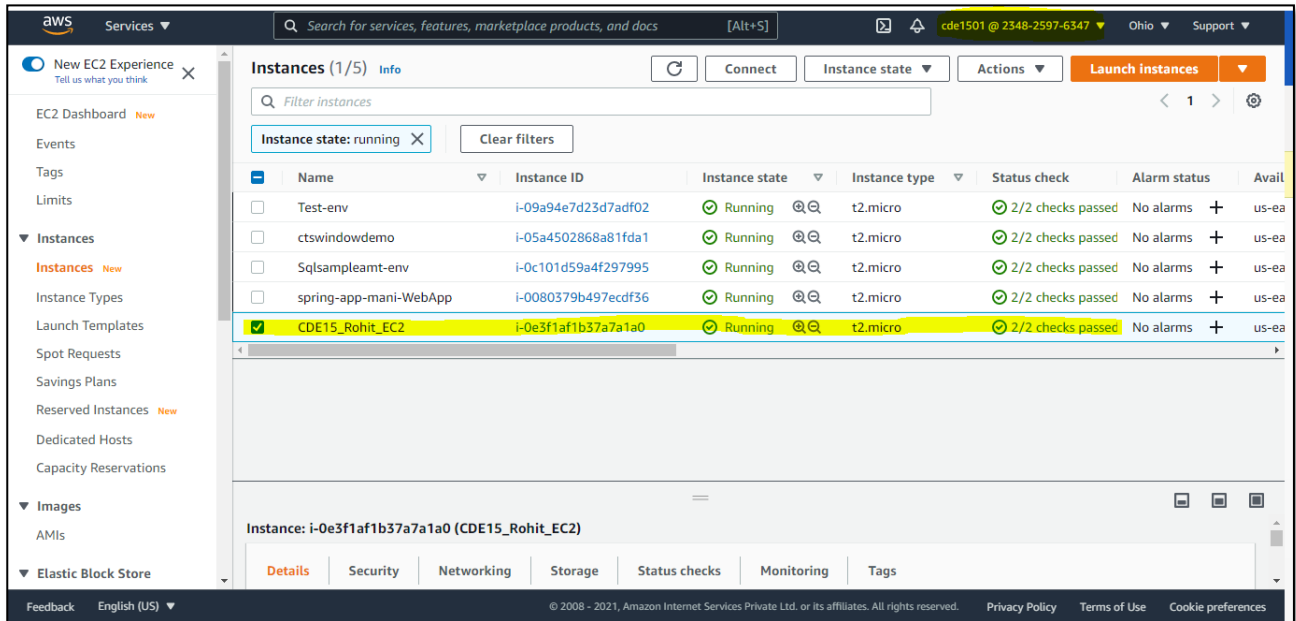 aws Services ▼ Search for services, features, marketplace products, and docs [Alt+S] cde1501 @ 2348-2597-6347 ▼ Ohio ▼ Support ▼
New EC2 Experience
Tell us what you think
EC2 Dashboard New
Events
Tags
Limits
▼ Instances
Instances New
Instance Types
Launch Templates
Spot Requests
Savings Plans
Reserved Instances New
Dedicated Hosts
Capacity Reservations
▼ Images
AMIs
▼ Elastic Block Store
Instances (1/5) Info Connect Instance state ▼ Actions ▼ Launch instances ▼
Filter instances < 1 >
Instance state: running X Clear filters
Name Instance ID Instance state Instance type Status check Alarm status Avail
Test-env i-09a94e7d23d7adf02 Running t2.micro 2/2 checks passed No alarms + us-ea
ctswindowdemo i-05a4502868a81fda1 Running t2.micro 2/2 checks passed No alarms + us-ea
Sqlsampleamt-env i-0c101d59a4f297995 Running t2.micro 2/2 checks passed No alarms + us-ea
spring-app-mani-WebApp i-0080379b497ecdf36 Running t2.micro 2/2 checks passed No alarms + us-ea
CDE15_Rohit_EC2 i-0e3f1af1b37a7a1a0 Running t2.micro 2/2 checks passed No alarms + us-ea
Instance: i-0e3f1af1b37a7a1a0 (CDE15_Rohit_EC2)
Details Security Networking Storage Status checks Monitoring Tags
Feedback English (US) ▼ © 2008 - 2021, Amazon Internet Services Private Ltd. or its affiliates. All rights reserved. Privacy Policy Terms of Use Cookie preferences